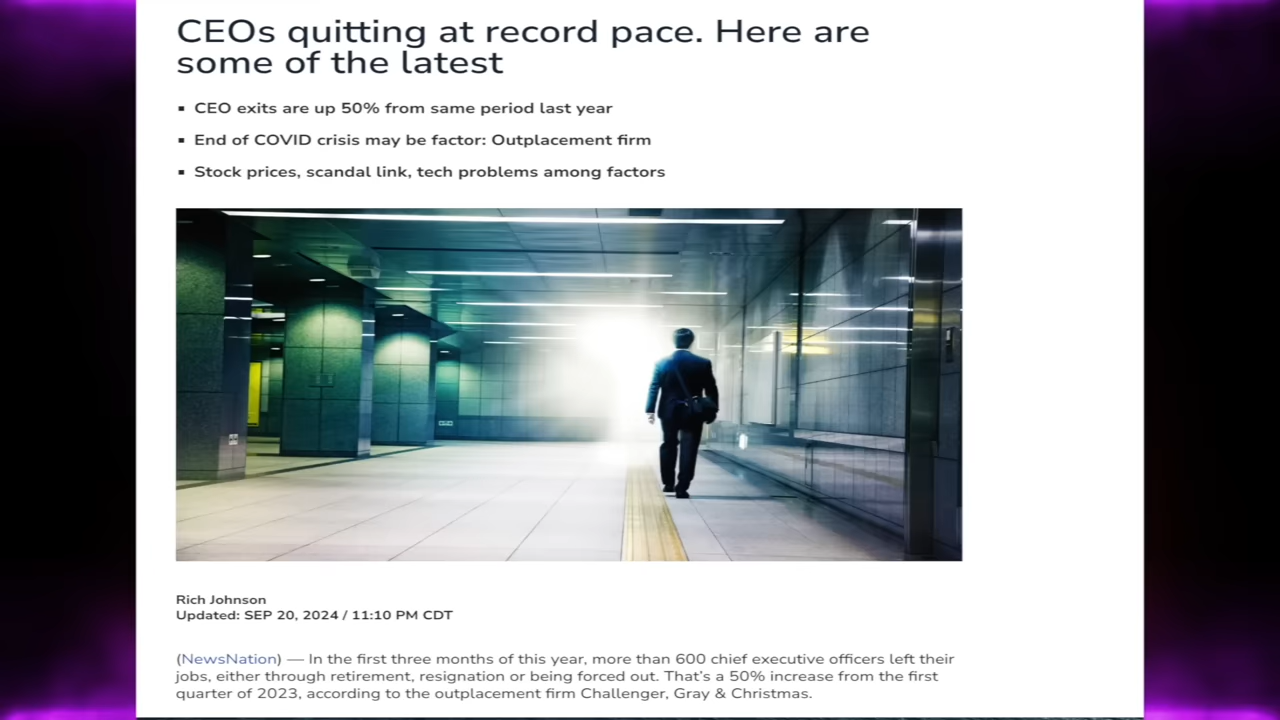 CEOs quitting at record pace. Here are
some of the latest
▪ CEO exits are up 50% from same period last year
▪ End of COVID crisis may be factor: Outplacement firm
▪ Stock prices, scandal link, tech problems among factors
Rich Johnson
Updated: SEP 20, 2024 / 11:10 PM CDT
(NewsNation) — In the first three months of this year, more than 600 chief executive officers left their
jobs, either through retirement, resignation or being forced out. That’s a 50% increase from the first
quarter of 2023, according to the outplacement firm Challenger, Gray & Christmas.